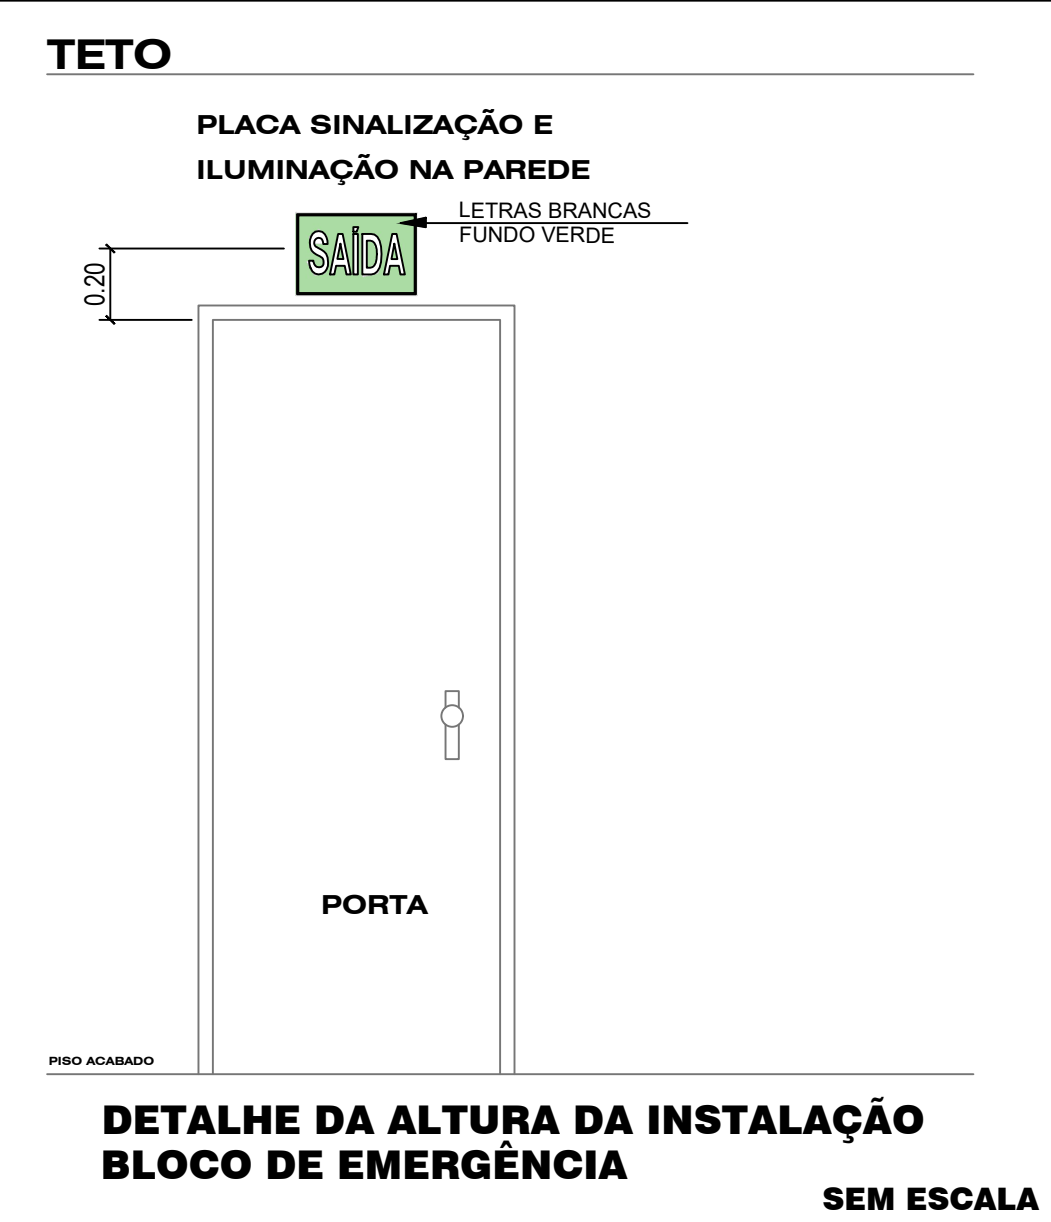 TETO
PLACA SINALIZAÇÃO E
ILUMINAÇÃO NA PAREDE
LETRAS BRANCAS
FUNDO VERDE
SAÍDA
0.20
PORTA
PISO ACABADO
DETALHE DA ALTURA DA INSTALAÇÃO
BLOCO DE EMERGÊNCIA
SEM ESCALA